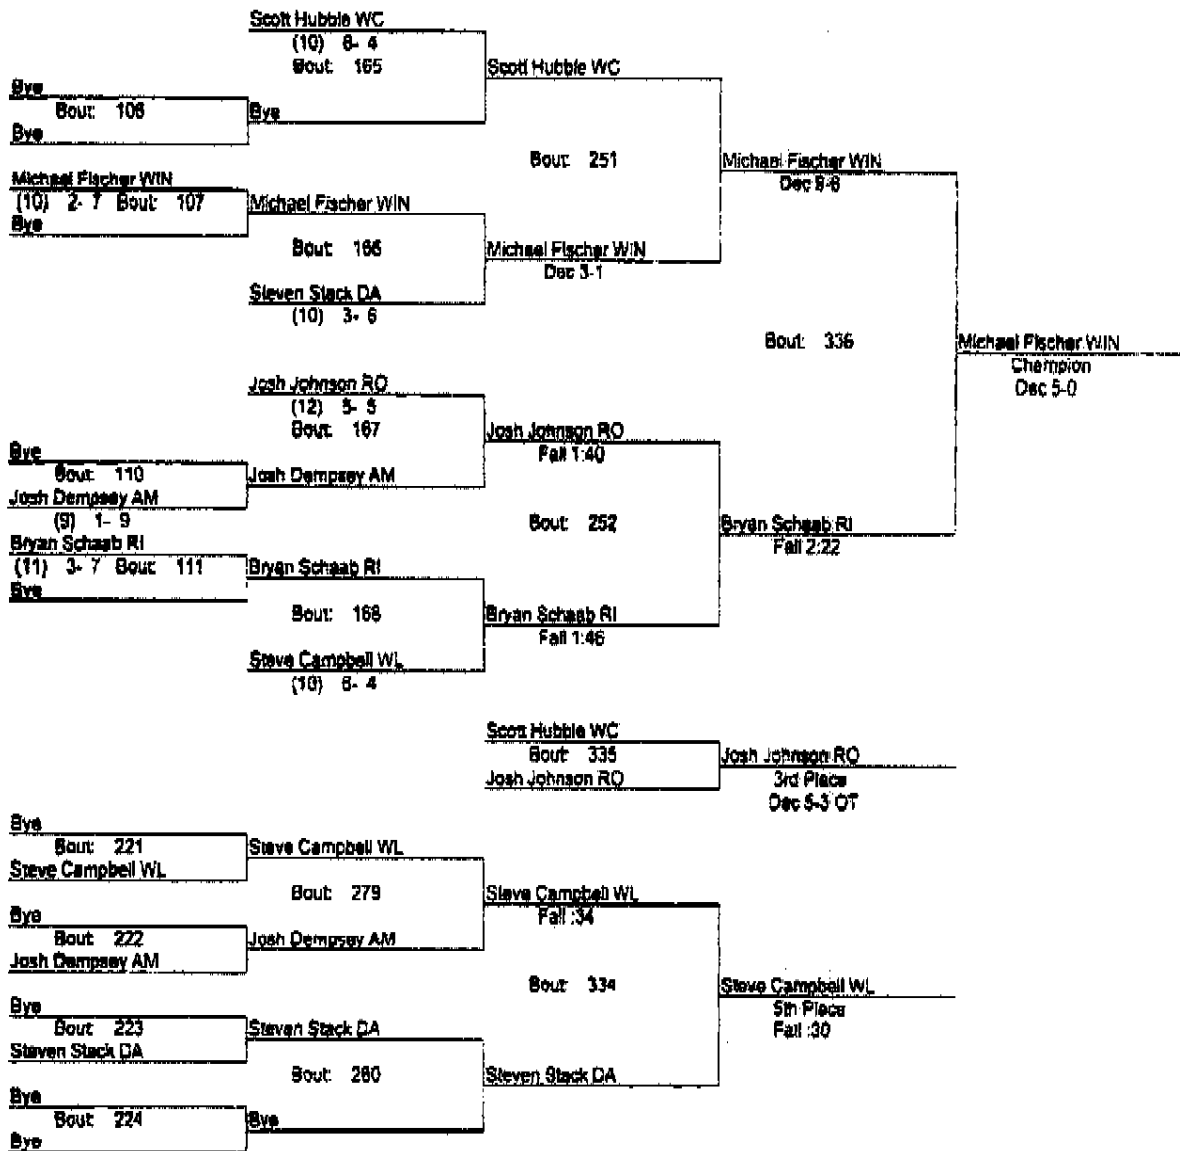 Scott Hubble WC
(10) 6- 4
Bout: 165
Scott Hubble WC
Bye
Bout: 106
Bye
Bye
Bout: 251
Michael Fischer WIN
Michael Fischer WIN
Dec 9-6
(10) 2- 7 Bout: 107
Michael Fischer WIN
Bye
Bout: 166
Michael Fischer WIN
Dec 3-1
Steven Stack DA
(10) 3- 6
Bout: 336
Michael Fischer WIN
Champion
Dec 5-0
Josh Johnson RO
(12) 5- 5
Bout: 167
Josh Johnson RO
Fall 1:40
Bye
Bout: 110
Josh Dempsey AM
Josh Dempsey AM
(9) 1- 9
Bout: 252
Bryan Schaab RI
Fall 2:22
Bryan Schaab RI
(11) 3- 7 Bout: 111
Bryan Schaab RI
Bye
Bout: 168
Bryan Schaab RI
Fall 1:46
Steve Campbell WL
(10) 6- 4
Scott Hubble WC
Bout: 335
Josh Johnson RO
Josh Johnson RO
3rd Place
Dec 5-3 OT
Bye
Bout: 221
Steve Campbell WL
Steve Campbell WL
Bout: 279
Steve Campbell WL
Fall :34
Bye
Bout: 222
Josh Dempsey AM
Josh Dempsey AM
Bout: 334
Steve Campbell WL
5th Place
Fall :30
Bye
Bout: 223
Steven Stack DA
Steven Stack DA
Bout: 280
Steven Stack DA
Bye
Bout: 224
Bye
Bye